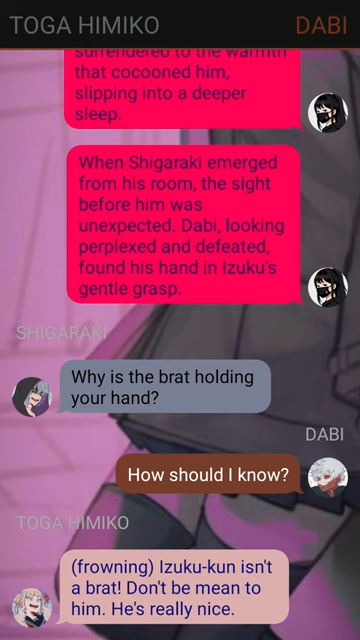 TOGA HIMIKO DABI
surrendered to the warmth
that cocooned him,
slipping into a deeper
sleep.
When Shigaraki emerged
from his room, the sight
before him was
unexpected. Dabi, looking
perplexed and defeated,
found his hand in Izuku's
gentle grasp.
SHIGARAKI
Why is the brat holding
your hand?
DABI
How should I know?
TOGA HIMIKO
(frowning) Izuku-kun isn't
a brat! Don't be mean to
him. He's really nice.